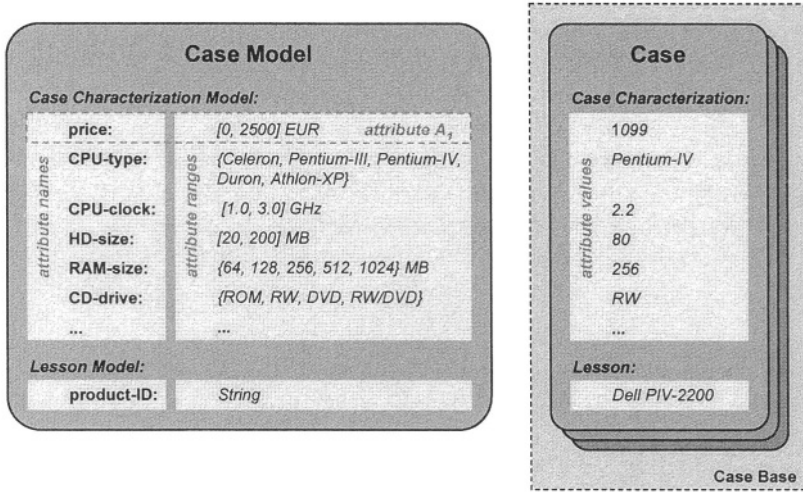 Case Model
Case Characterization Model:
price: [0, 2500] EUR attribute A₁
CPU-type: {Celeron, Pentium-III, Pentium-IV,
Duron, Athlon-XP}
CPU-clock: [1.0, 3.0] GHz
HD-size: [20, 200] MB
RAM-size: {64, 128, 256, 512, 1024} MB
CD-drive: {ROM, RW, DVD, RW/DVD}
... ...
attribute names
attribute ranges
Lesson Model:
product-ID: String
Case
Case Characterization:
1099
Pentium-IV
2.2
80
256
RW
...
attribute values
Lesson:
Dell PIV-2200
Case Base